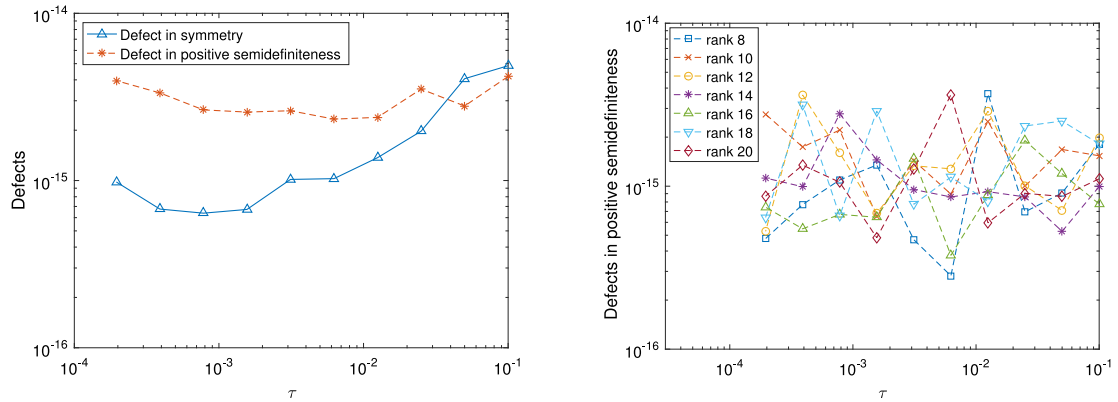 10^-14
10^-15
10^-16
Defects
Defect in symmetry
Defect in positive semidefiniteness
10^-4
10^-3
10^-2
10^-1
τ
10^-14
10^-15
10^-16
Defects in positive semidefiniteness
rank 8
rank 10
rank 12
rank 14
rank 16
rank 18
rank 20
10^-4
10^-3
10^-2
10^-1
τ